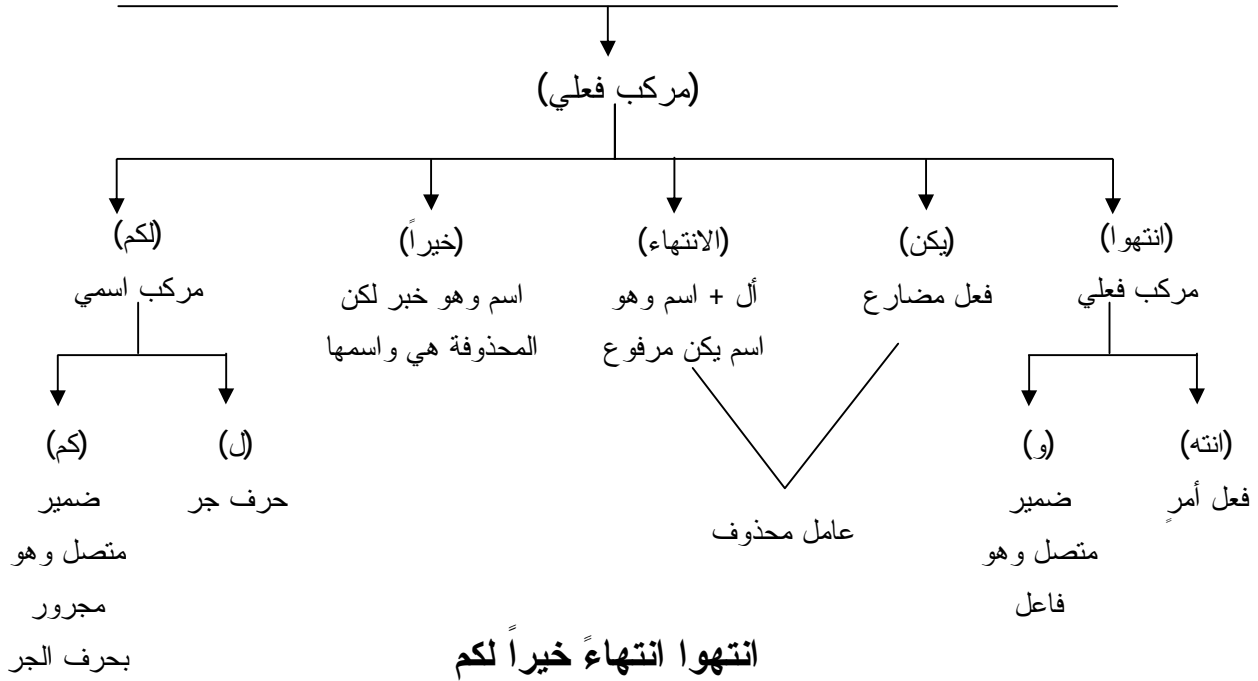 (مركب فعلي)
(انتهوا)
مركب فعلي
(يكن)
فعل مضارع
(الانتهاء)
أل + اسم وهو
اسم يكن مرفوع
(خيراً)
اسم وهو خبر لكن
المحذوفة هي واسمها
(لكم)
مركب اسمي
(انته)
فعل أمرٍ
(و)
ضمير
متصل وهو
فاعل
عامل محذوف
(ل)
حرف جر
(كم)
ضمير
متصل وهو
مجرور
بحرف الجر
انتهوا انتهاءً خيراً لكم